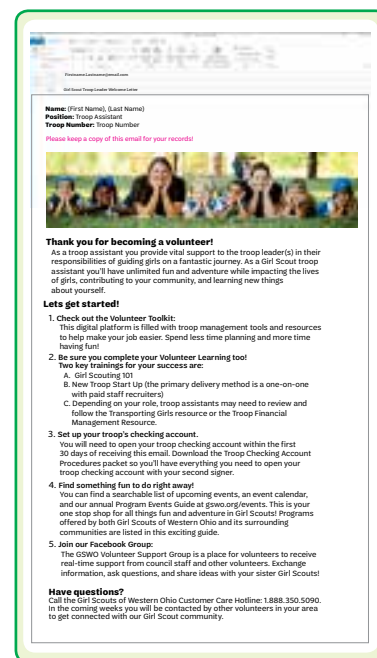 Firstname.Lastname@email.com
Girl Scout Troop Leader Welcome Letter
Name: (First Name), (Last Name)
Position: Troop Assistant
Troop Number: Troop Number
Please keep a copy of this email for your records!
Thank you for becoming a volunteer!
As a troop assistant you provide vital support to the troop leader(s) in their
responsibilities of guiding girls on a fantastic journey. As a Girl Scout troop
assistant you'll have unlimited fun and adventure while impacting the lives
of girls, contributing to your community, and learning new things
about yourself.
Lets get started!
1. Check out the Volunteer Toolkit:
This digital platform is filled with troop management tools and resources
to help make your job easier. Spend less time planning and more time
having fun!
2. Be sure you complete your Volunteer Learning too!
Two key trainings for your success are:
A. Girl Scouting 101
B. New Troop Start Up (the primary delivery method is a one-on-one
with paid staff recruiters)
C. Depending on your role, troop assistants may need to review and
follow the Transporting Girls resource or the Troop Financial
Management Resource.
3. Set up your troop's checking account.
You will need to open your troop checking account within the first
30 days of receiving this email. Download the Troop Checking Account
Procedures packet so you'll have everything you need to open your
troop checking account with your second signer.
4. Find something fun to do right away!
You can find a searchable list of upcoming events, an event calendar,
and our annual Program Events Guide at gswo.org/events. This is your
one stop shop for all things fun and adventure in Girl Scouts! Programs
offered by both Girl Scouts of Western Ohio and its surrounding
communities are listed in this exciting guide.
5. Join our Facebook Group:
The GSWO Volunteer Support Group is a place for volunteers to receive
real-time support from council staff and other volunteers. Exchange
information, ask questions, and share ideas with your sister Girl Scouts!
Have questions?
Call the Girl Scouts of Western Ohio Customer Care Hotline: 1.888.350.5090.
In the coming weeks you will be contacted by other volunteers in your area
to get connected with our Girl Scout community.